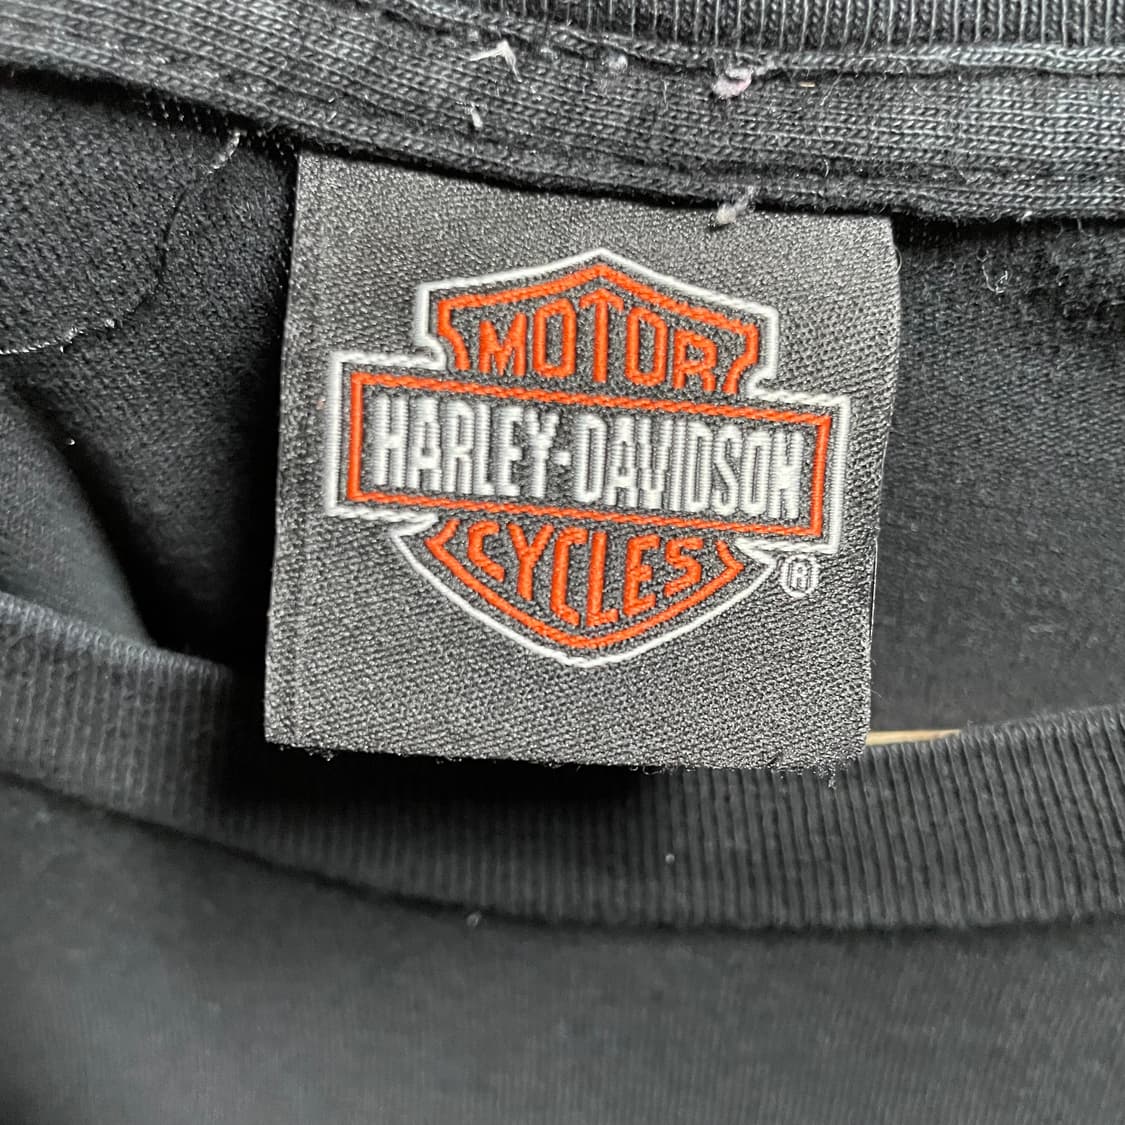 MOTOR
HARLEY-DAVIDSON
CYCLES
®